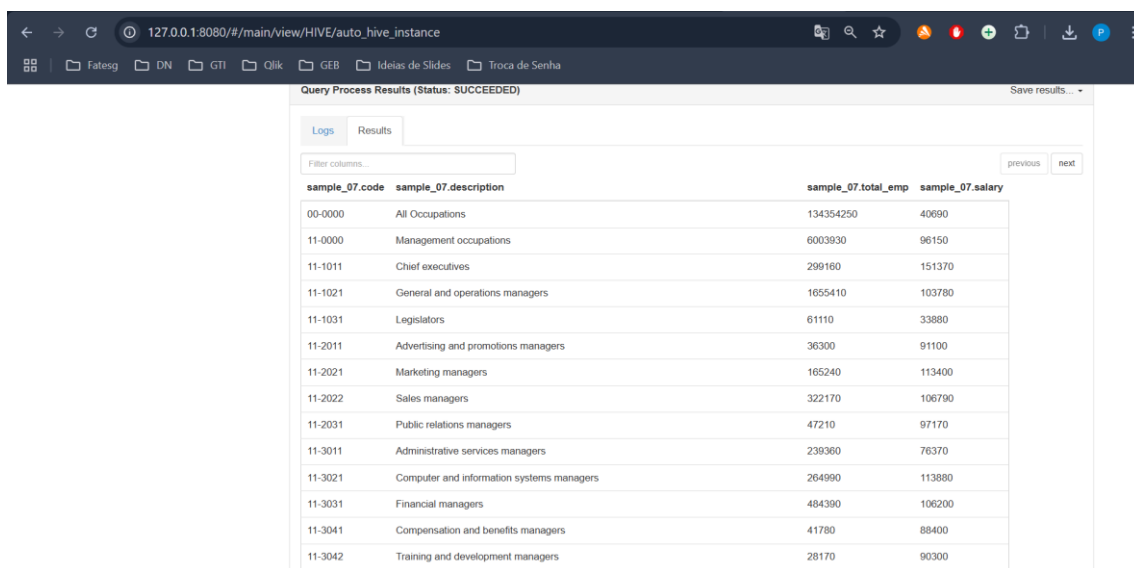 127.0.0.1:8080/#/main/view/HIVE/auto_hive_instance
P
Fatesg DN GTI Qlik GEB Ideias de Slides Troca de Senha
Query Process Results (Status: SUCCEEDED) Save results...
Logs Results
Filter columns... previous next
sample_07.code sample_07.description sample_07.total_emp sample_07.salary
00-0000 All Occupations 134354250 40690
11-0000 Management occupations 6003930 96150
11-1011 Chief executives 299160 151370
11-1021 General and operations managers 1655410 103780
11-1031 Legislators 61110 33880
11-2011 Advertising and promotions managers 36300 91100
11-2021 Marketing managers 165240 113400
11-2022 Sales managers 322170 106790
11-2031 Public relations managers 47210 97170
11-3011 Administrative services managers 239360 76370
11-3021 Computer and information systems managers 264990 113880
11-3031 Financial managers 484390 106200
11-3041 Compensation and benefits managers 41780 88400
11-3042 Training and development managers 28170 90300